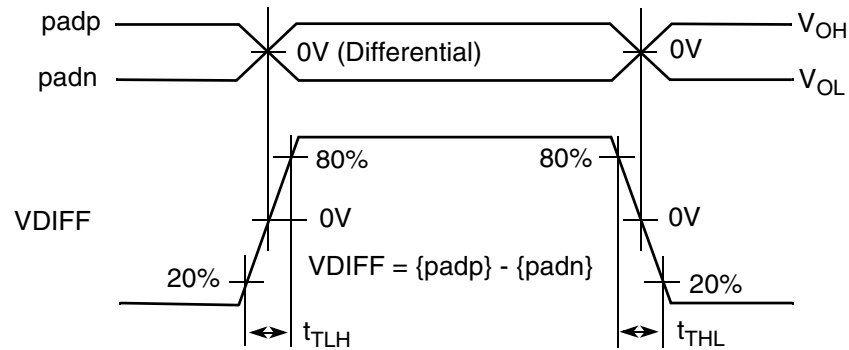 padp
V_OH
0V (Differential)
0V
padn
V_OL
80%
80%
VDIFF
0V
0V
VDIFF = {padp} - {padn}
20%
20%
t_TLH
t_THL